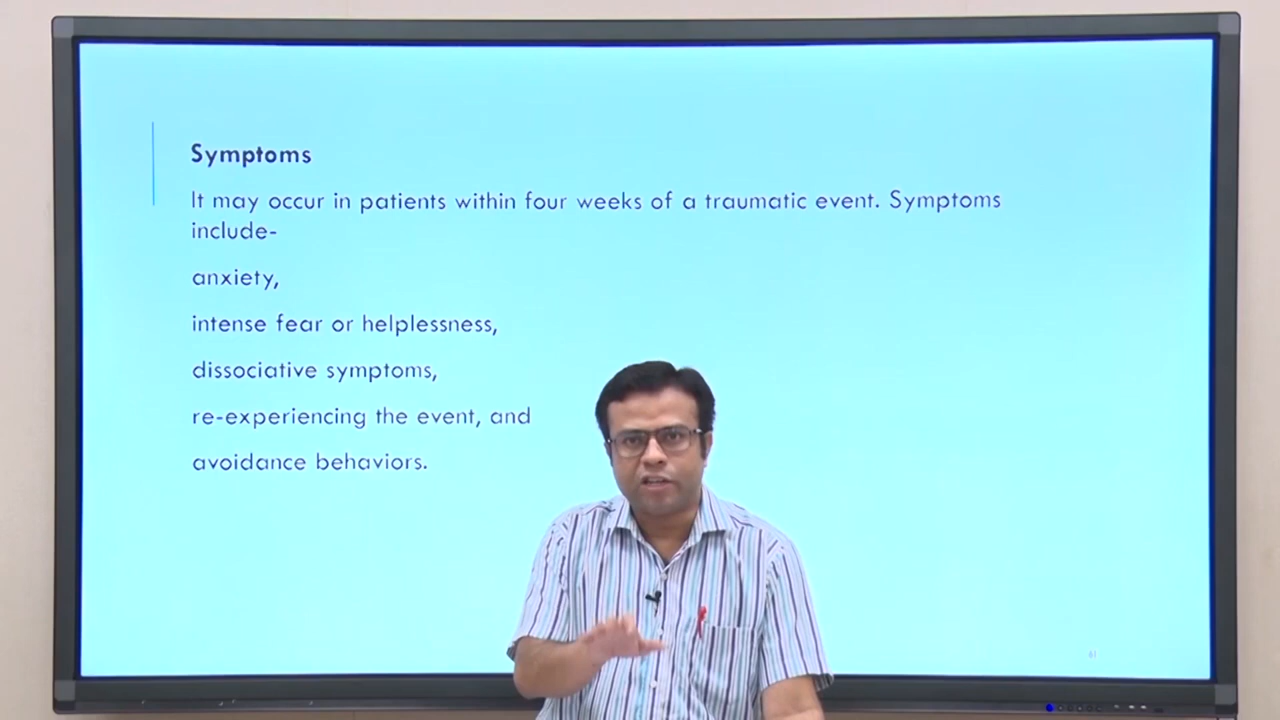 Symptoms
It may occur in patients within four weeks of a traumatic event. Symptoms
include-
anxiety,
intense fear or helplessness,
dissociative symptoms,
re-experiencing the event, and
avoidance behaviors.